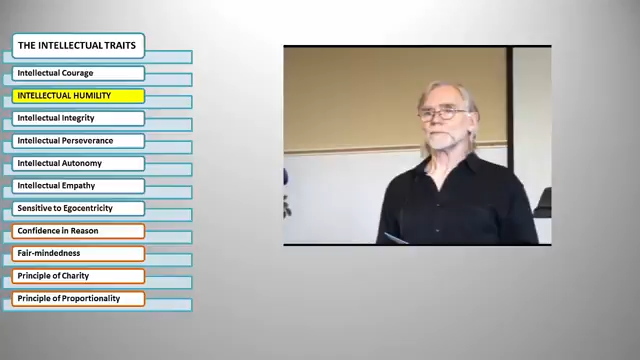 THE INTELLECTUAL TRAITS
Intellectual Courage
INTELLECTUAL HUMILITY
Intellectual Integrity
Intellectual Perseverance
Intellectual Autonomy
Intellectual Empathy
Sensitive to Egocentricity
Confidence in Reason
Fair-mindedness
Principle of Charity
Principle of Proportionality